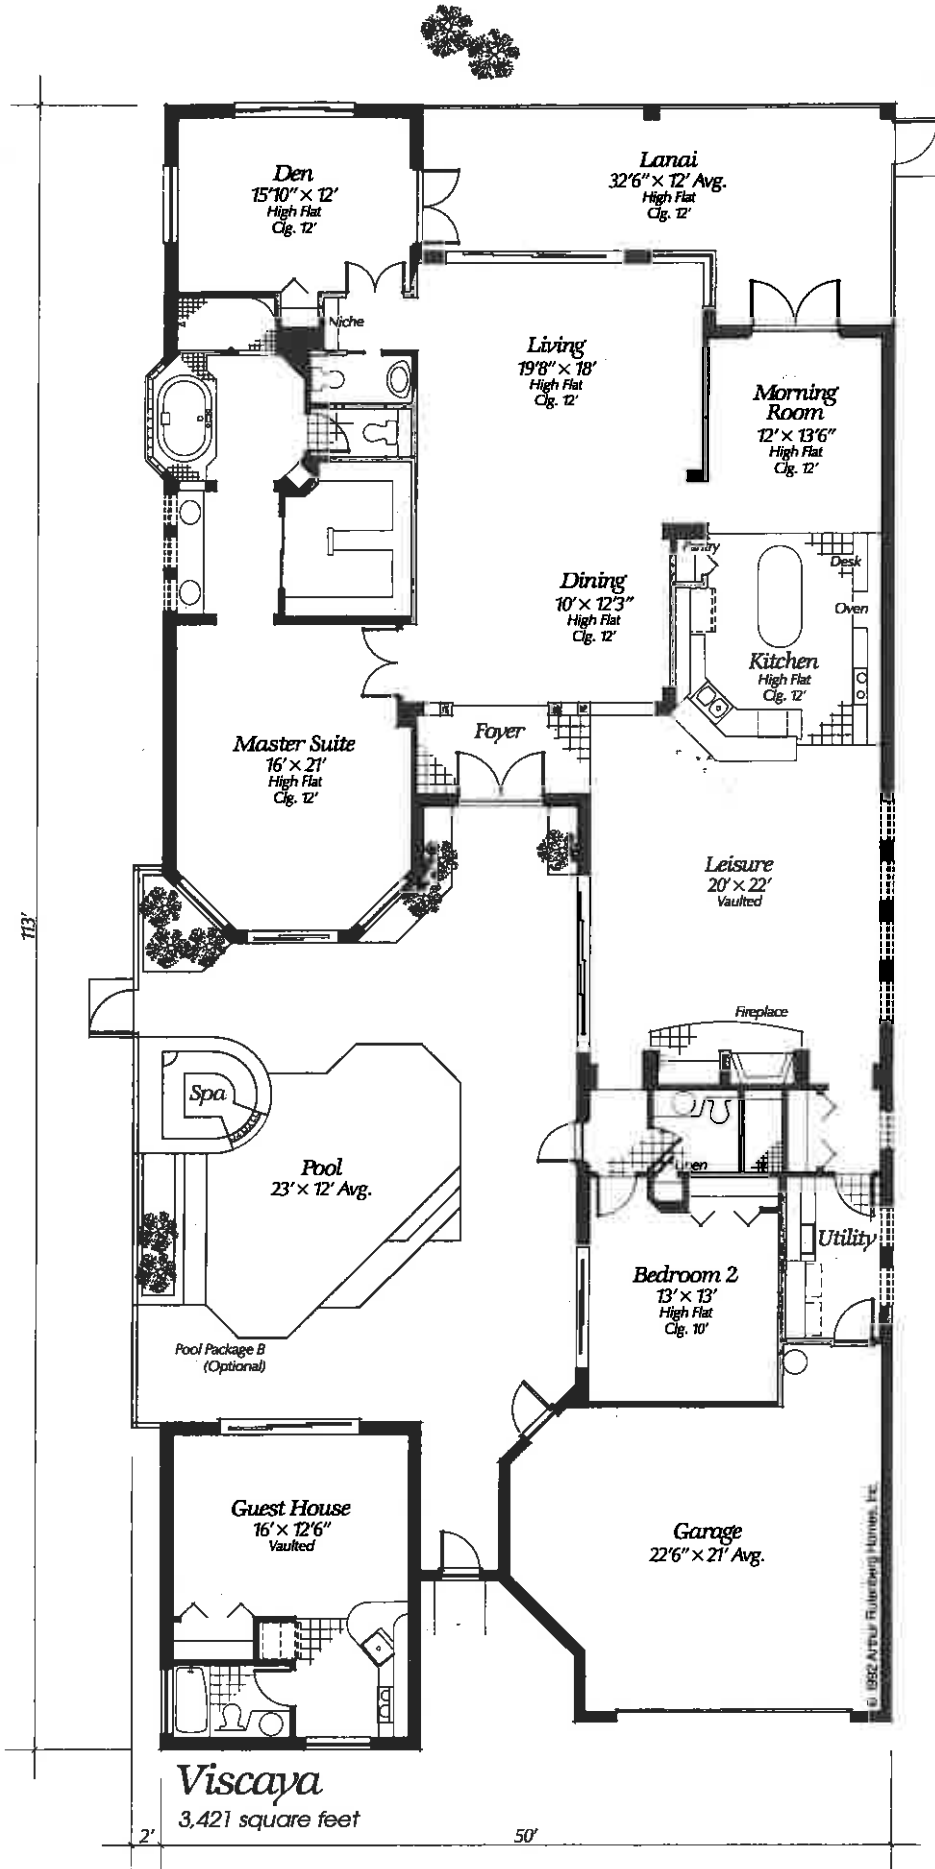 Den
15'10" × 12'
High Flat
Clg. 12'
Lanai
32'6" × 12' Avg.
High Flat
Clg. 12'
Niche
Living
19'8" × 18'
High Flat
Clg. 12'
Morning
Room
12' × 13'6"
High Flat
Clg. 12'
Desk
Oven
Dining
10' × 12'3"
High Flat
Clg. 12'
Kitchen
High Flat
Clg. 12'
Foyer
Master Suite
16' × 21'
High Flat
Clg. 12'
Leisure
20' × 22'
Vaulted
113'
Fireplace
Spa
Pool
23' × 12' Avg.
Utility
Bedroom 2
13' × 13'
High Flat
Clg. 10'
Pool Package B
(Optional)
Guest House
16' × 12'6"
Vaulted
Garage
22'6" × 21' Avg.
© 1992 Arthur Rutenberg Homes, Inc.
Viscaya
3,421 square feet
2'
50'